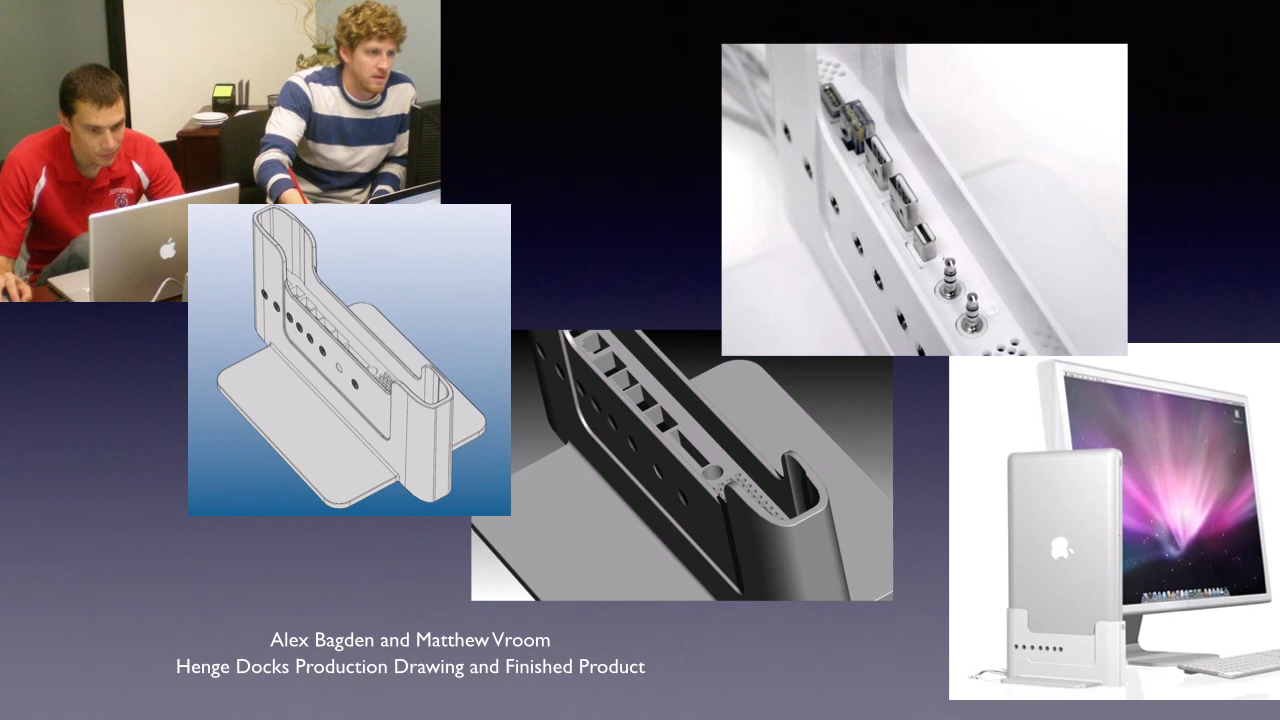 Alex Bagden and Matthew Vroom
Henge Docks Production Drawing and Finished Product